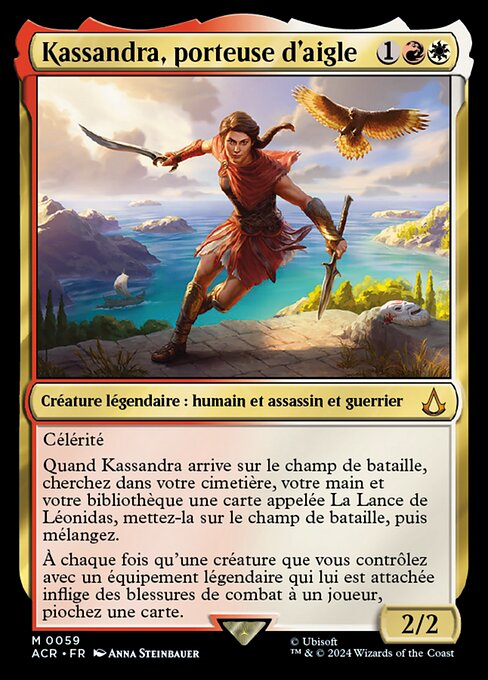 Kassandra, porteuse d'aigle 1
Créature légendaire : humain et assassin et guerrier
Célérité
Quand Kassandra arrive sur le champ de bataille,
cherchez dans votre cimetière, votre main et
votre bibliothèque une carte appelée La Lance de
Léonidas, mettez-la sur le champ de bataille, puis
mélangez.
À chaque fois qu'une créature que vous contrôlez
avec un équipement légendaire qui lui est attachée
inflige des blessures de combat à un joueur,
piochez une carte.
2/2
M 0059
ACR • FR Anna Steinbauer
© Ubisoft
™ & © 2024 Wizards of the Coast